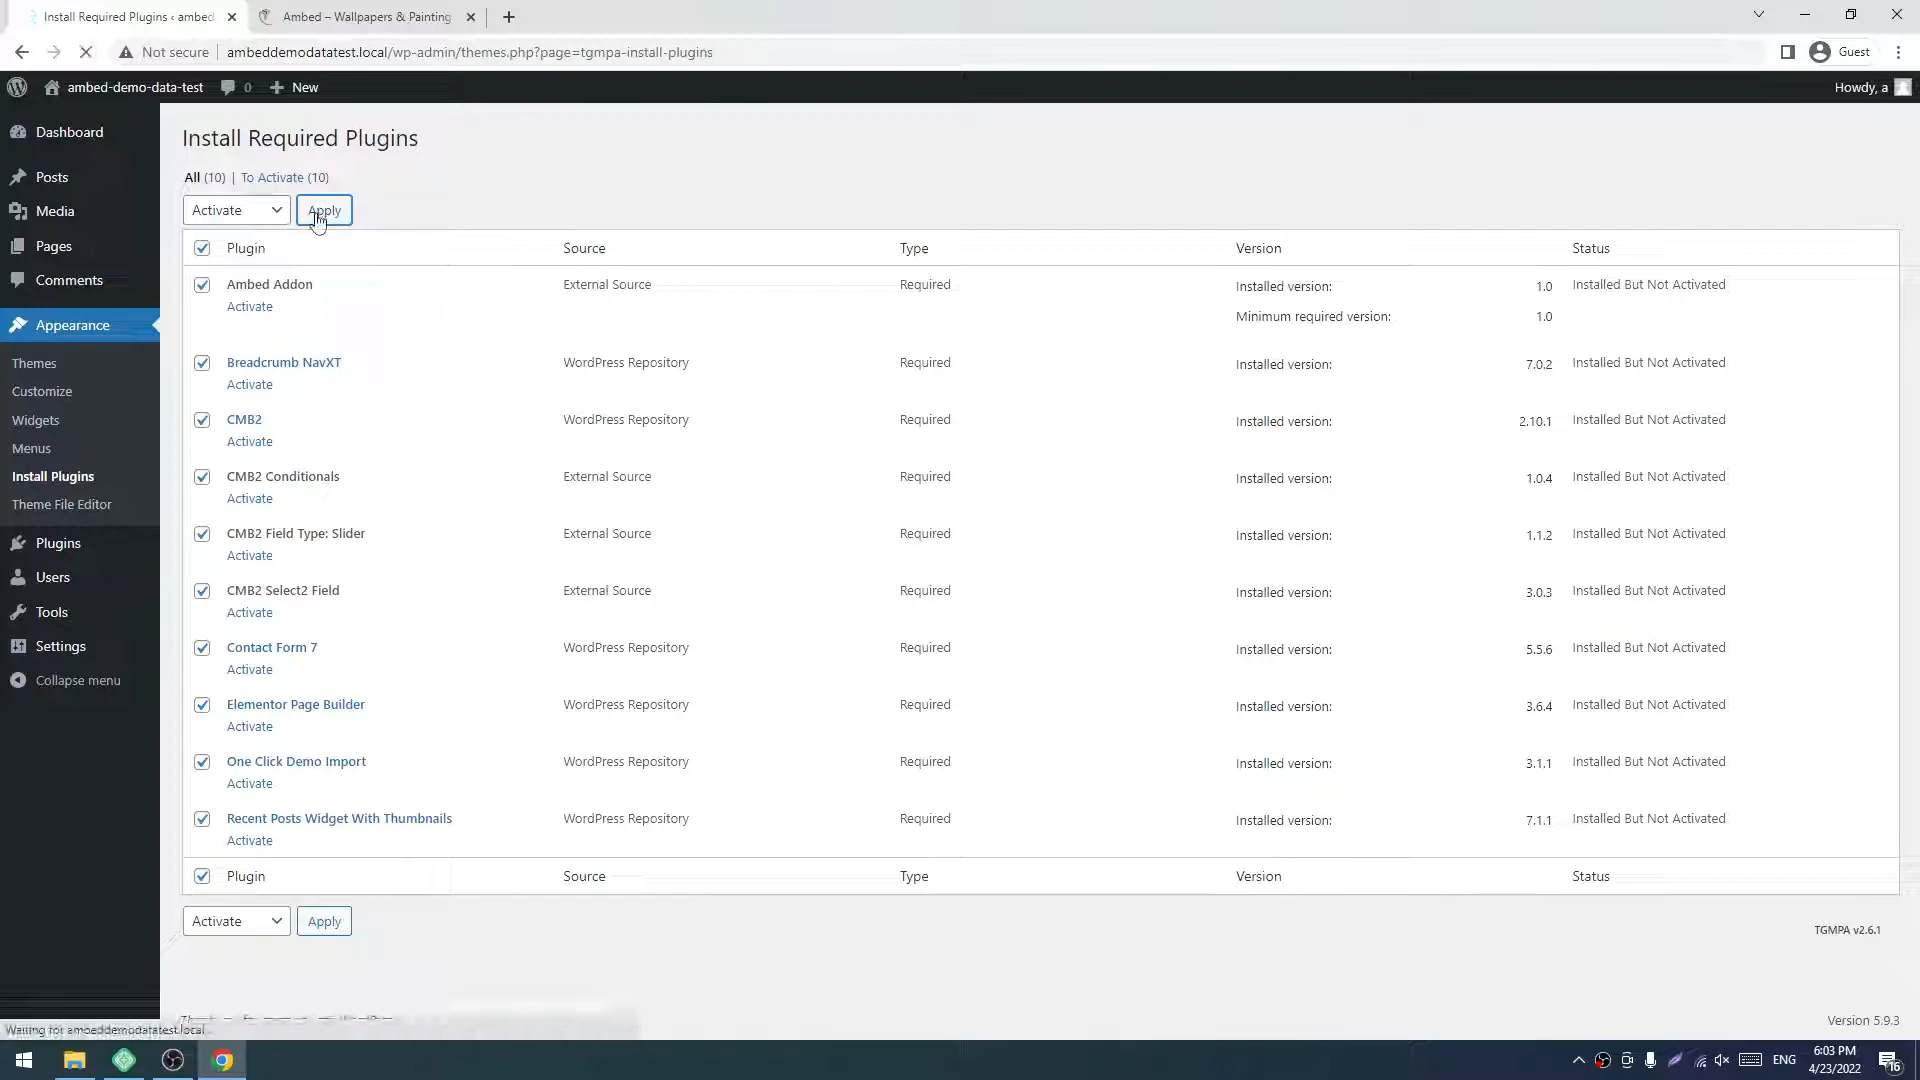 Install Required Plugins ‹ ambed
Ambed – Wallpapers & Painting
Not secure
ambeddemodatatest.local/wp-admin/themes.php?page=tgmpa-install-plugins
Guest
ambed-demo-data-test
0
New
Howdy, a
Dashboard
Posts
Media
Pages
Comments
Appearance
Themes
Customize
Widgets
Menus
Install Plugins
Theme File Editor
Plugins
Users
Tools
Settings
Collapse menu
Install Required Plugins
All (10) | To Activate (10)
Activate
Apply
Plugin Source Type Version Status
Ambed Addon External Source Required Installed version: 1.0 Installed But Not Activated
Activate Minimum required version: 1.0
Breadcrumb NavXT WordPress Repository Required Installed version: 7.0.2 Installed But Not Activated
Activate
CMB2 WordPress Repository Required Installed version: 2.10.1 Installed But Not Activated
Activate
CMB2 Conditionals External Source Required Installed version: 1.0.4 Installed But Not Activated
Activate
CMB2 Field Type: Slider External Source Required Installed version: 1.1.2 Installed But Not Activated
Activate
CMB2 Select2 Field External Source Required Installed version: 3.0.3 Installed But Not Activated
Activate
Contact Form 7 WordPress Repository Required Installed version: 5.5.6 Installed But Not Activated
Activate
Elementor Page Builder WordPress Repository Required Installed version: 3.6.4 Installed But Not Activated
Activate
One Click Demo Import WordPress Repository Required Installed version: 3.1.1 Installed But Not Activated
Activate
Recent Posts Widget With Thumbnails WordPress Repository Required Installed version: 7.1.1 Installed But Not Activated
Activate
Plugin Source Type Version Status
Activate
Apply
TGMPA v2.6.1
Version 5.9.3
Waiting for ambeddemodatatest.local...
ENG
6:03 PM
4/23/2022
16